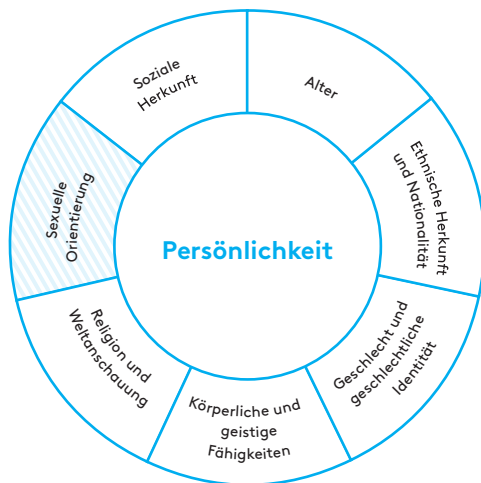 Soziale
Herkunft
Alter
Ethnische Herkunft
und Nationalität
Geschlecht und
geschlechtliche
Identität
Körperliche und
geistige
Fähigkeiten
Religion und
Weltanschauung
Sexuelle
Orientierung
Persönlichkeit